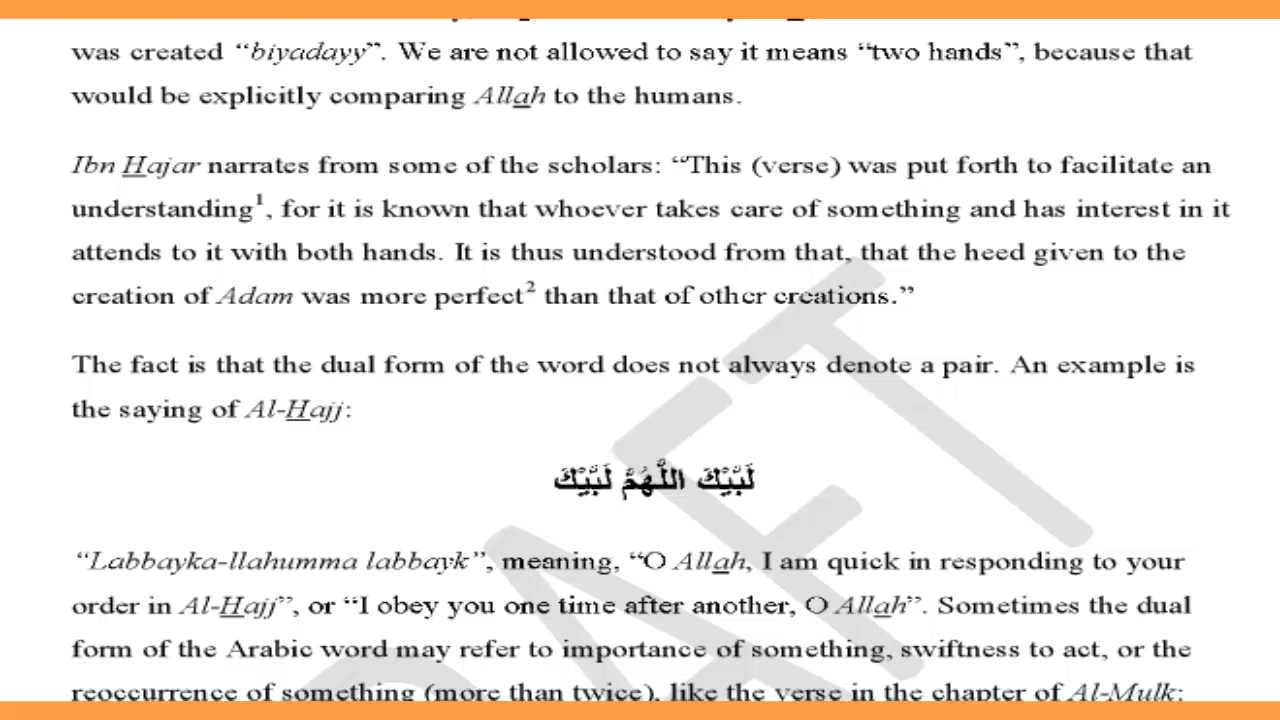 was created “biyadayy”. We are not allowed to say it means “two hands”, because that
would be explicitly comparing Allah to the humans.
Ibn Hajar narrates from some of the scholars: “This (verse) was put forth to facilitate an
understanding¹, for it is known that whoever takes care of something and has interest in it
attends to it with both hands. It is thus understood from that, that the heed given to the
creation of Adam was more perfect² than that of other creations.”
The fact is that the dual form of the word does not always denote a pair. An example is
the saying of Al-Hajj:
لَبَّيْكَ اللَّهُمَّ لَبَّيْكَ
“Labbayka-llahumma labbayk”, meaning, “O Allah, I am quick in responding to your
order in Al-Hajj”, or “I obey you one time after another, O Allah”. Sometimes the dual
form of the Arabic word may refer to importance of something, swiftness to act, or the
reoccurrence of something (more than twice), like the verse in the chapter of Al-Mulk: